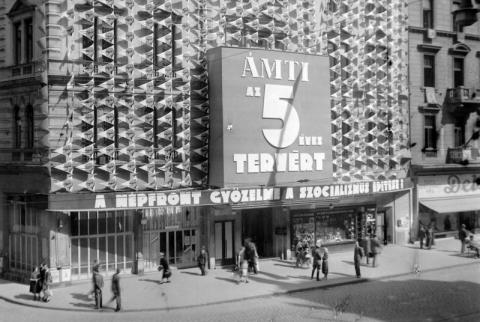 ÁMTI
AZ
5
ÉVES
TERVÉRT
A NÉPFRONT GYŐZELME A SZOCIALIZMUS ÉPÍTÉSE!